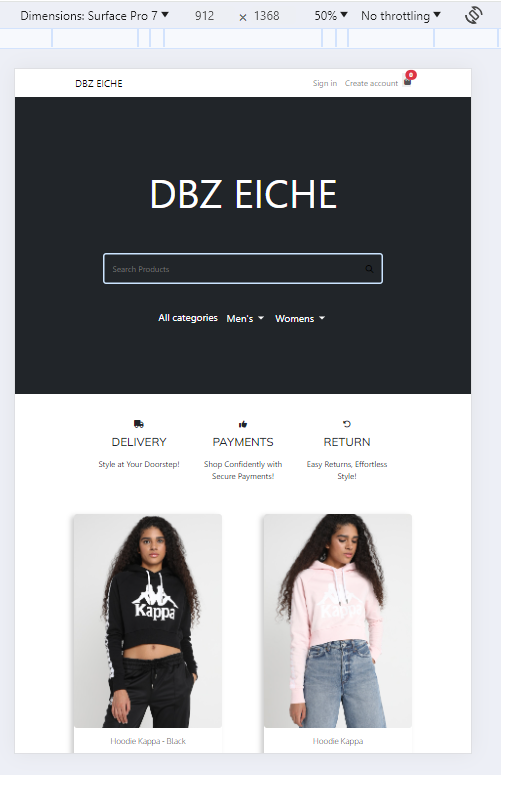 Dimensions: Surface Pro 7 912 × 1368 50% No throttling
DBZ EICHE Sign in Create account 0
DBZ EICHE
Search Products
All categories Men's Womens
DELIVERY PAYMENTS RETURN
Style at Your Doorstep! Shop Confidently with Easy Returns, Effortless
Secure Payments! Style!
Kappa Kappa
Hoodie Kappa - Black Hoodie Kappa